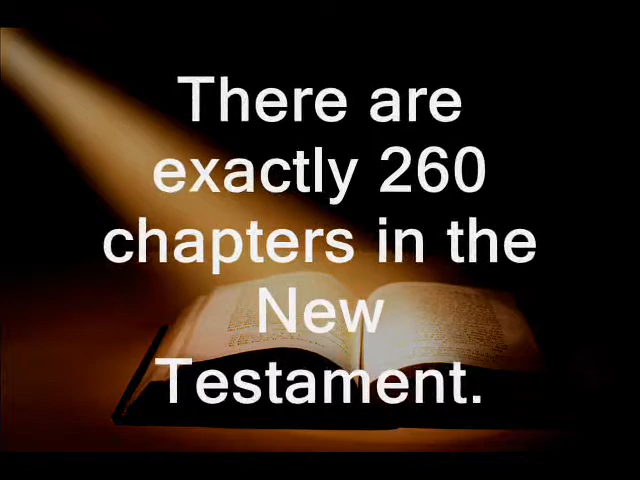 There are
exactly 260
chapters in the
New
Testament.